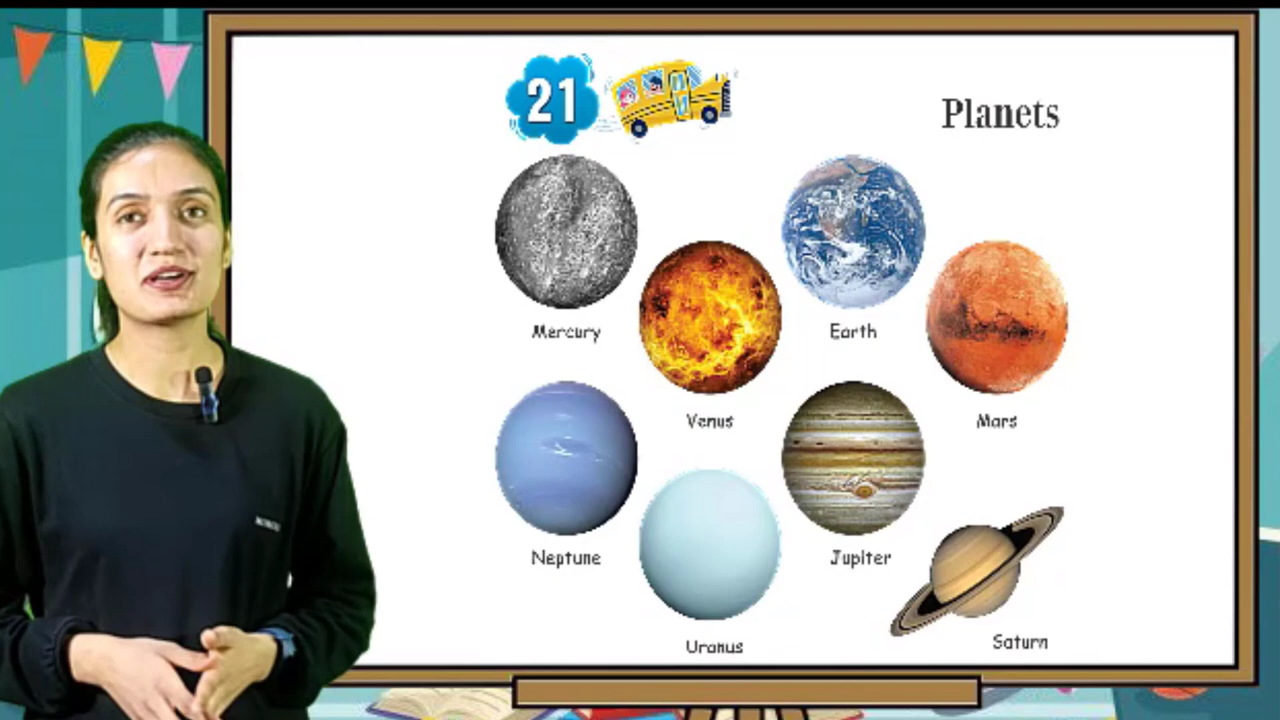 21
Planets
Mercury
Earth
Venus
Mars
Neptune
Jupiter
Uranus
Saturn